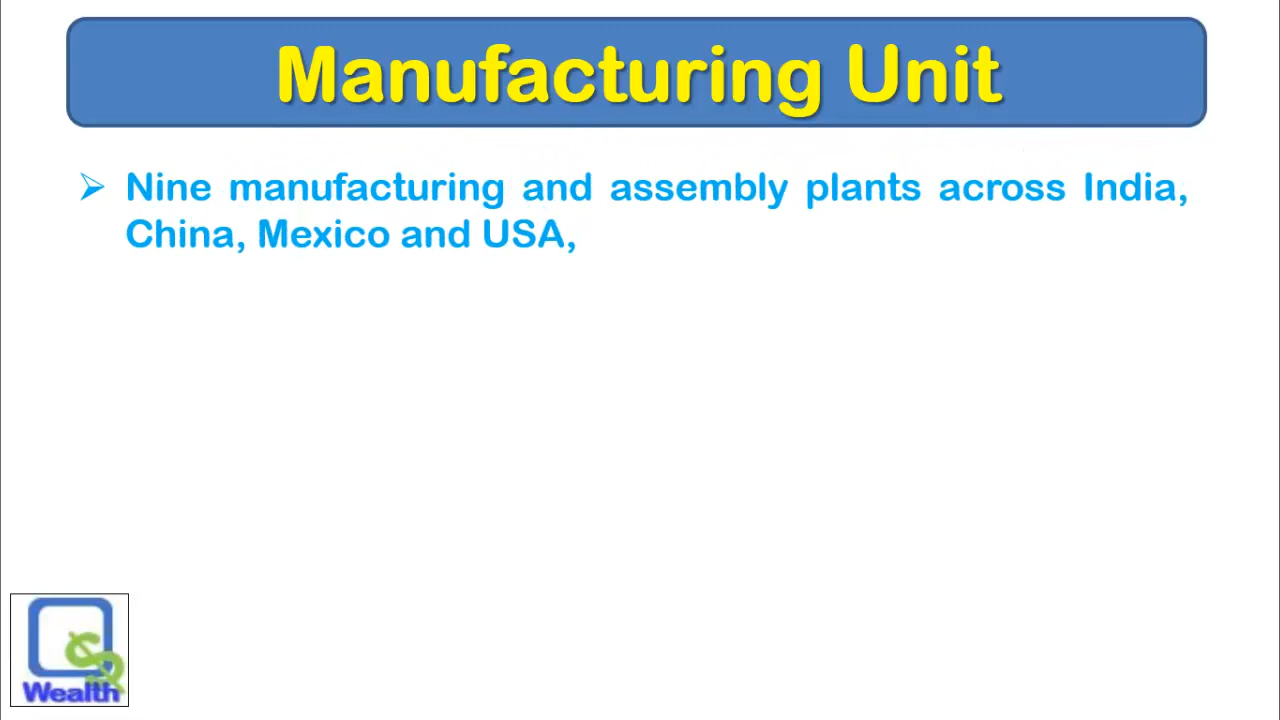 Manufacturing Unit
Nine manufacturing and assembly plants across India,
China, Mexico and USA,
Wealth